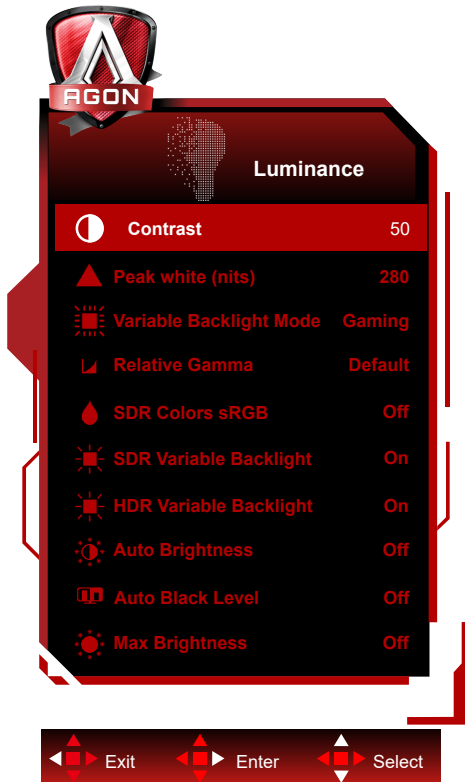 AGON
Luminance
Contrast 50
Peak white (nits) 280
Variable Backlight Mode Gaming
Relative Gamma Default
SDR Colors sRGB Off
SDR Variable Backlight On
HDR Variable Backlight On
Auto Brightness Off
Auto Black Level Off
Max Brightness Off
Exit Enter Select